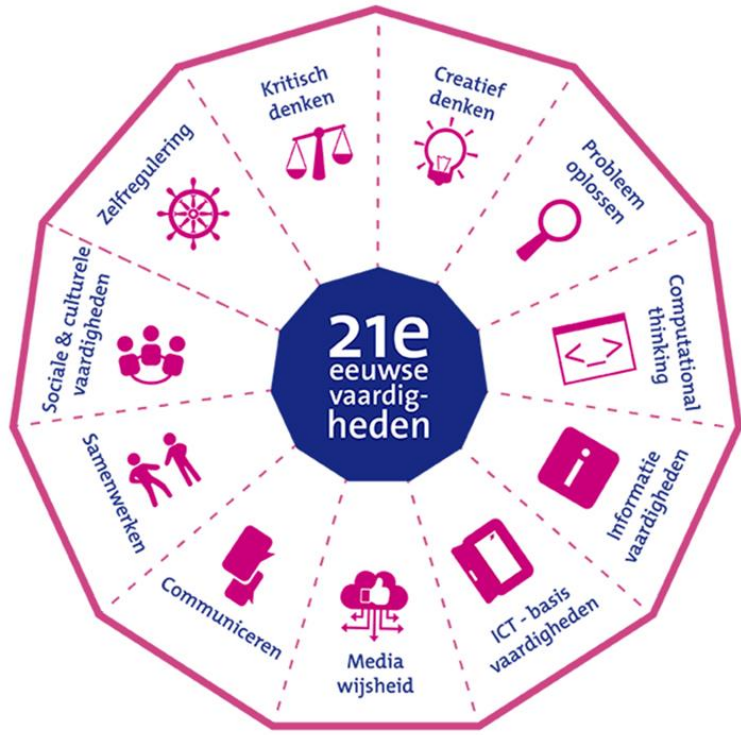 21e
eeuwse
vaardig-
heden
Kritisch
denken
Creatief
denken
Probleem
oplossen
Computational
thinking
Informatie
vaardigheden
ICT - basis
vaardigheden
Media
wijsheid
Communiceren
Samenwerken
Sociale & culturele
vaardigheden
Zelfregulering